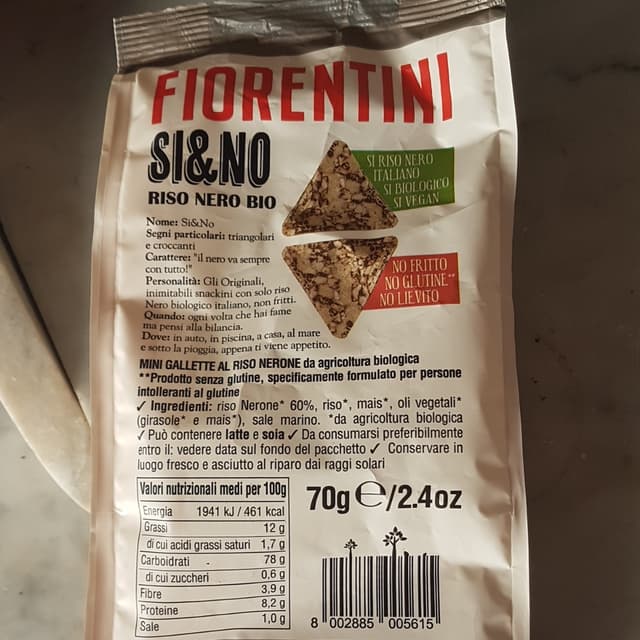 FIORENTINI
SI&NO
RISO NERO BIO
SI RISO NERO
ITALIANO
SI BIOLOGICO
SI VEGAN
NO FRITTO
NO GLUTINE**
NO LIEVITO
Nome: Si&No
Segni particolari: triangolari
e croccanti
Carattere: "il nero va sempre
con tutto!"
Personalità: Gli Originali,
inimitabili snackini con solo riso
Nero biologico italiano, non fritti.
Quando: ogni volta che hai fame
ma pensi alla bilancia.
Dove: in auto, in piscina, a casa, al mare
e sotto la pioggia, appena ti viene appetito.
MINI GALLETTE AL RISO NERONE da agricoltura biologica
**Prodotto senza glutine, specificamente formulato per persone
intolleranti al glutine
✓ Ingredienti: riso Nerone* 60%, riso*, mais*, oli vegetali*
(girasole* e mais*), sale marino. *da agricoltura biologica
✓ Può contenere latte e soia ✓ Da consumarsi preferibilmente
entro il: vedere data sul fondo del pacchetto ✓ Conservare in
luogo fresco e asciutto al riparo dai raggi solari
Valori nutrizionali medi per 100g
Energia 1941 kJ / 461 kcal
Grassi 12 g
di cui acidi grassi saturi 1,7 g
Carboidrati 78 g
di cui zuccheri 0,6 g
Fibre 3,9 g
Proteine 8,2 g
Sale 1,0 g
70g ℮/2.4oz
8 002885 005615